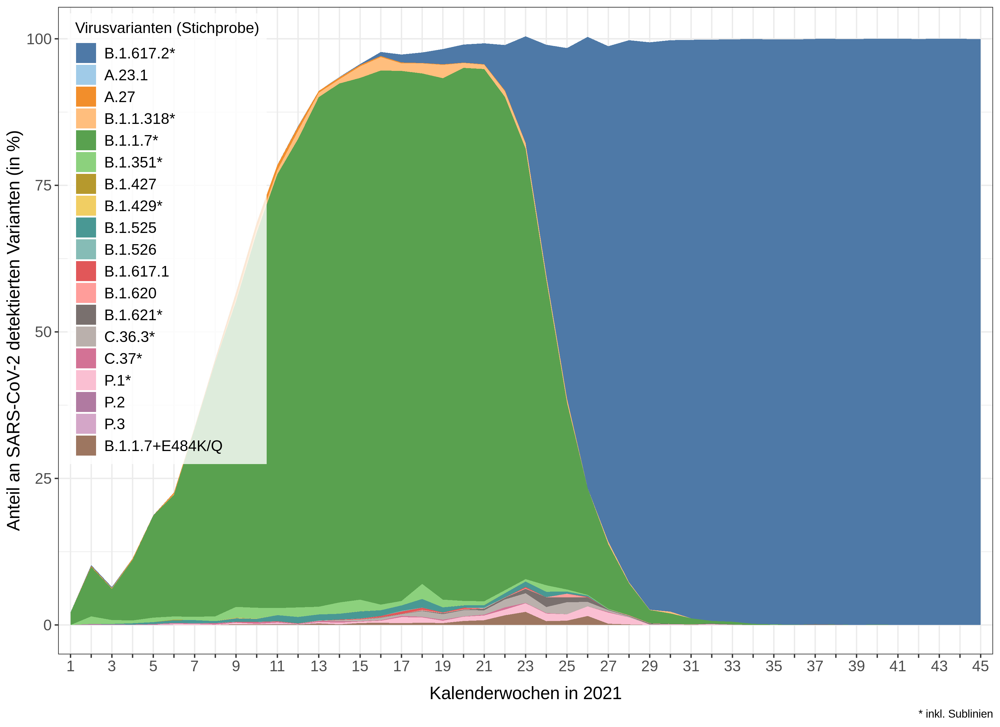 Virusvarianten (Stichprobe)
B.1.617.2*
A.23.1
A.27
B.1.1.318*
B.1.1.7*
B.1.351*
B.1.427
B.1.429*
B.1.525
B.1.526
B.1.617.1
B.1.620
B.1.621*
C.36.3*
C.37*
P.1*
P.2
P.3
B.1.1.7+E484K/Q
Anteil an SARS-CoV-2 detektierten Varianten (in %)
100
75
50
25
0
1 3 5 7 9 11 13 15 17 19 21 23 25 27 29 31 33 35 37 39 41 43 45
Kalenderwochen in 2021
* inkl. Sublinien